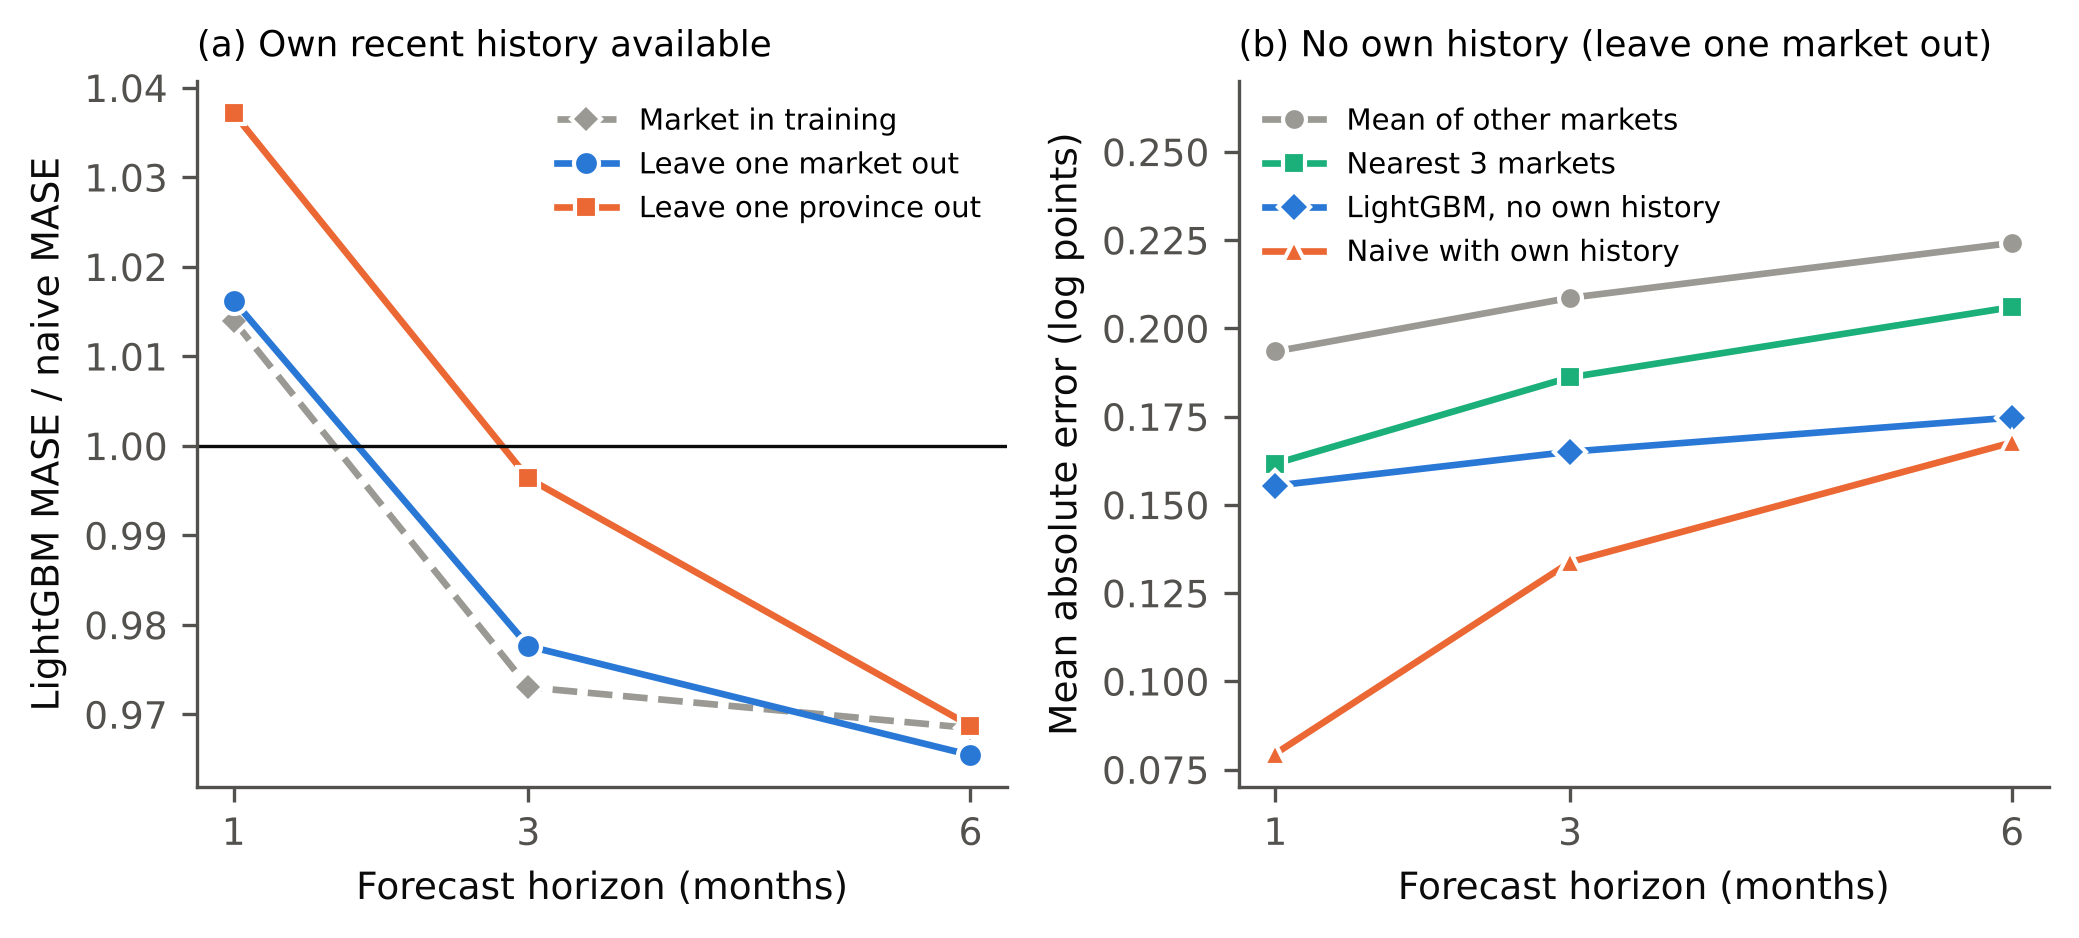 (a) Own recent history available
LightGBM MASE / naive MASE
1.04
1.03
1.02
1.01
1.00
0.99
0.98
0.97
Market in training
Leave one market out
Leave one province out
1
3
6
Forecast horizon (months)
(b) No own history (leave one market out)
Mean absolute error (log points)
0.250
0.225
0.200
0.175
0.150
0.125
0.100
0.075
Mean of other markets
Nearest 3 markets
LightGBM, no own history
Naive with own history
1
3
6
Forecast horizon (months)